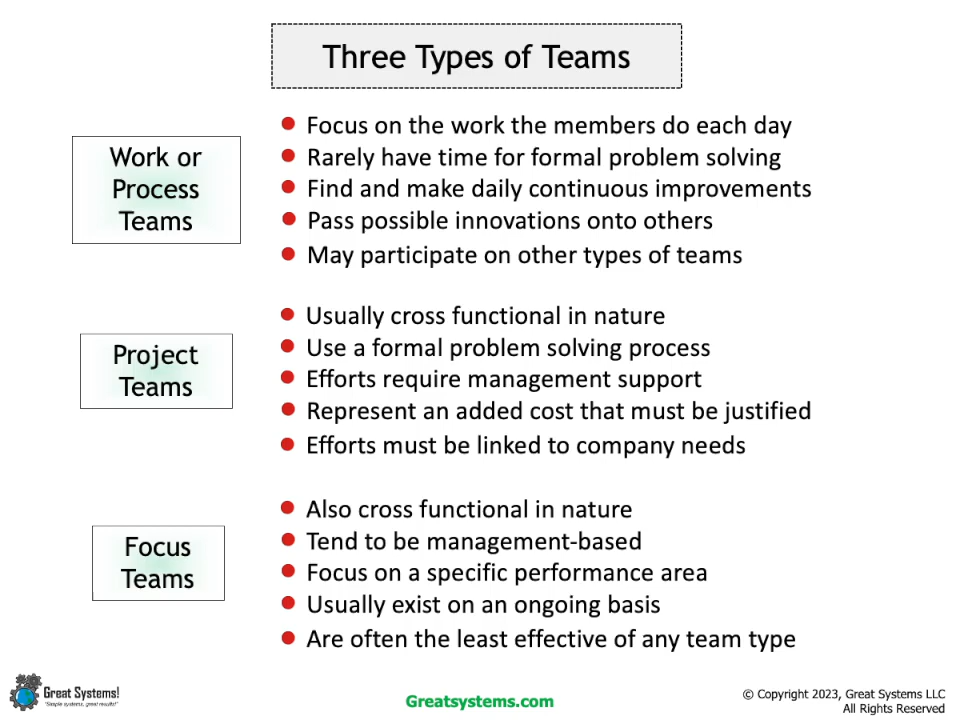 Three Types of Teams
Work or
Process
Teams
● Focus on the work the members do each day
● Rarely have time for formal problem solving
● Find and make daily continuous improvements
● Pass possible innovations onto others
● May participate on other types of teams
Project
Teams
● Usually cross functional in nature
● Use a formal problem solving process
● Efforts require management support
● Represent an added cost that must be justified
● Efforts must be linked to company needs
Focus
Teams
● Also cross functional in nature
● Tend to be management-based
● Focus on a specific performance area
● Usually exist on an ongoing basis
● Are often the least effective of any team type
Great Systems!
"Simple systems, great results!"
Greatsystems.com
© Copyright 2023, Great Systems LLC
All Rights Reserved